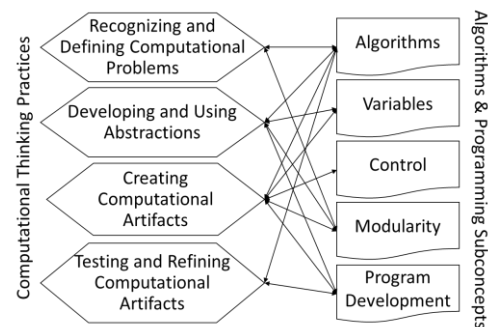 Computational Thinking Practices
Recognizing and
Defining Computational
Problems
Developing and Using
Abstractions
Creating
Computational
Artifacts
Testing and Refining
Computational
Artifacts
Algorithms
Variables
Control
Modularity
Program
Development
Algorithms & Programming Subconcepts